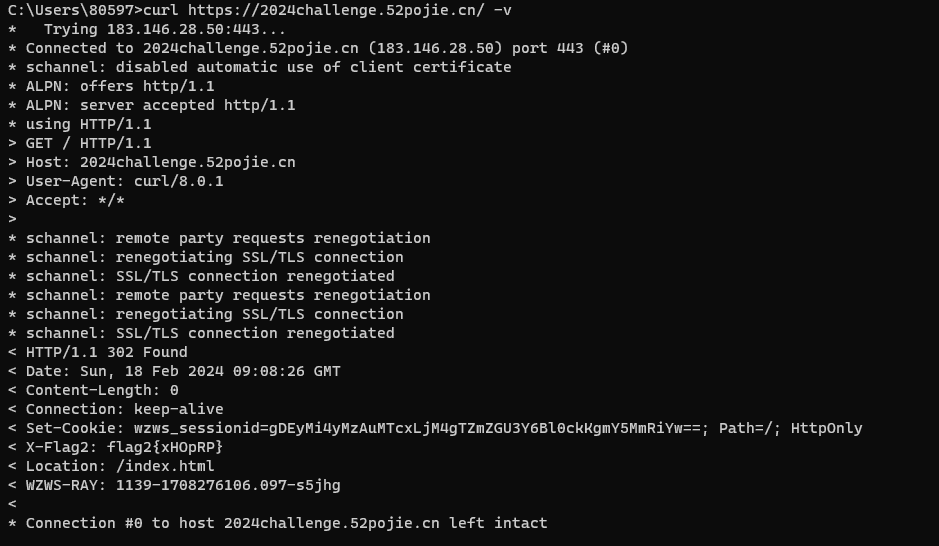 C:\Users\80597>curl https://2024challenge.52pojie.cn/ -v
*   Trying 183.146.28.50:443...
* Connected to 2024challenge.52pojie.cn (183.146.28.50) port 443 (#0)
* schannel: disabled automatic use of client certificate
* ALPN: offers http/1.1
* ALPN: server accepted http/1.1
* using HTTP/1.1
> GET / HTTP/1.1
> Host: 2024challenge.52pojie.cn
> User-Agent: curl/8.0.1
> Accept: */*
>
* schannel: remote party requests renegotiation
* schannel: renegotiating SSL/TLS connection
* schannel: SSL/TLS connection renegotiated
* schannel: remote party requests renegotiation
* schannel: renegotiating SSL/TLS connection
* schannel: SSL/TLS connection renegotiated
< HTTP/1.1 302 Found
< Date: Sun, 18 Feb 2024 09:08:26 GMT
< Content-Length: 0
< Connection: keep-alive
< Set-Cookie: wzws_sessionid=gDEyMi4yMzAuMTcxLjM4gTZmZGU3Y6Bl0ckKgmY5MmRiYw==; Path=/; HttpOnly
< X-Flag2: flag2{xHOpRP}
< Location: /index.html
< WZWS-RAY: 1139-1708276106.097-s5jhg
<
* Connection #0 to host 2024challenge.52pojie.cn left intact